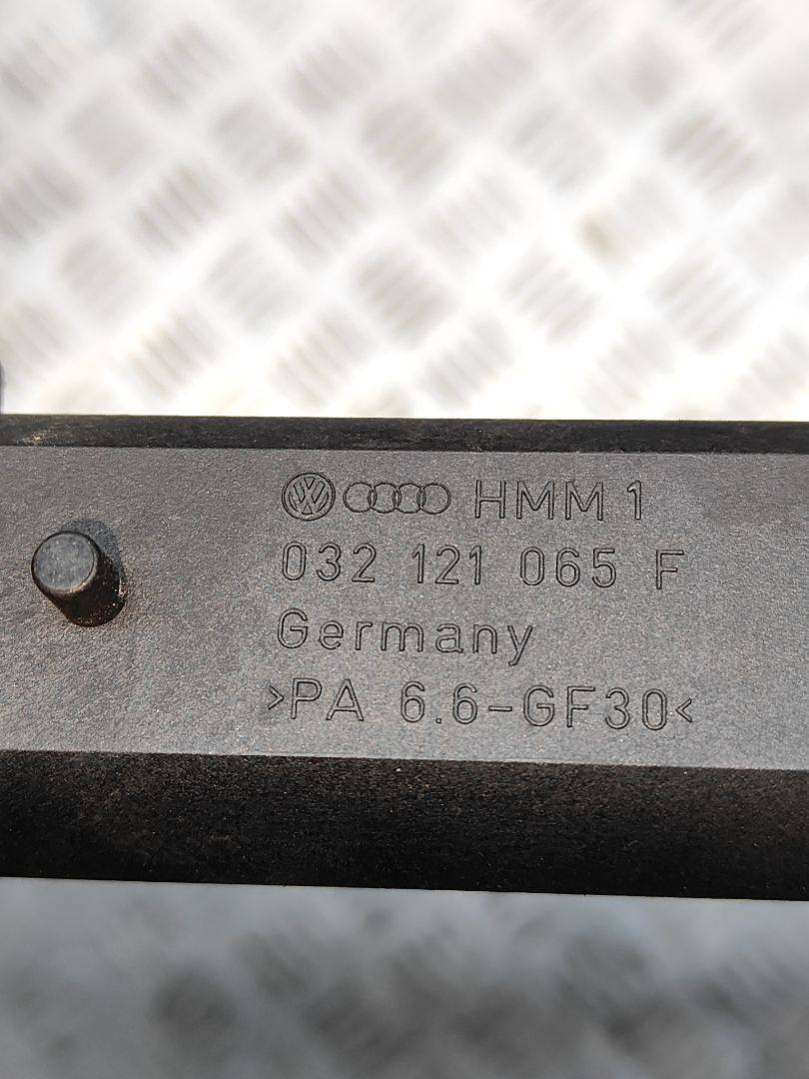 HMM 1
032 121 065 F
Germany
>PA 6.6-GF30<